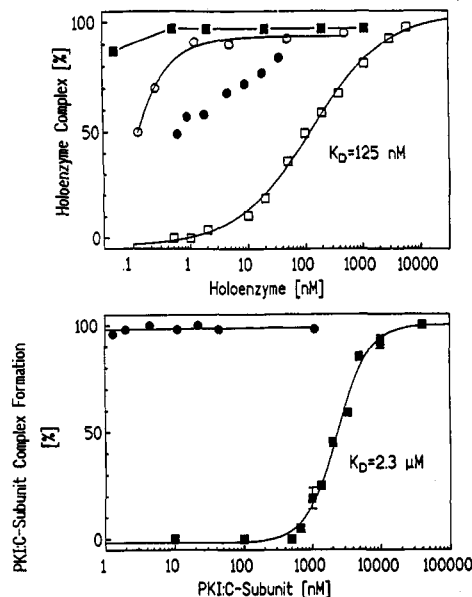 Holoenzyme Complex [%]
100
50
0
K_D=125 nM
.1 1 10 100 1000 10000
Holoenzyme [nM]
PKI:C-Subunit Complex Formation
[%]
100
50
0
K_D=2.3 μM
1 10 100 1000 10000 100000
PKI:C-Subunit [nM]